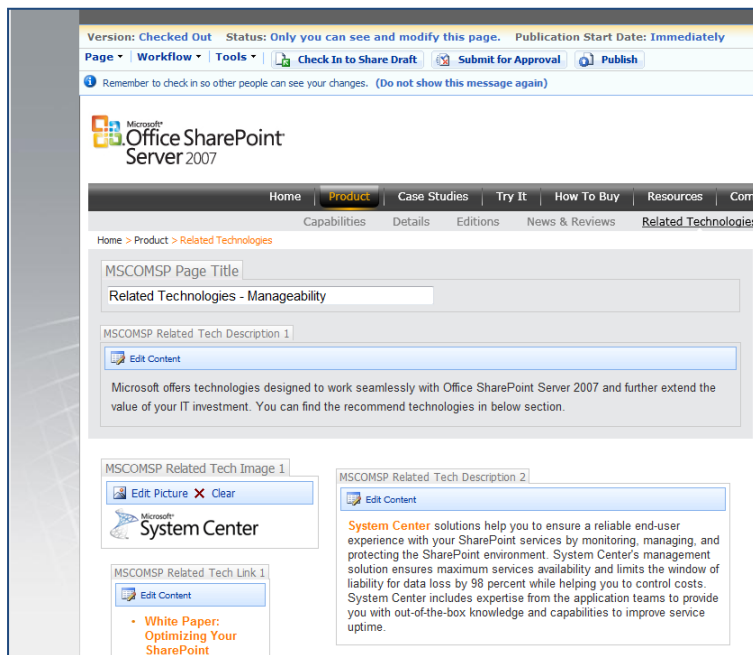 Version: Checked Out Status: Only you can see and modify this page. Publication Start Date: Immediately
Page Workflow Tools Check In to Share Draft Submit for Approval Publish
Remember to check in so other people can see your changes. (Do not show this message again)
Microsoft
Office SharePoint
Server 2007
Home Product Case Studies Try It How To Buy Resources Com
Capabilities Details Editions News & Reviews Related Technologies
Home > Product > Related Technologies
MSCOMSP Page Title
Related Technologies - Manageability
MSCOMSP Related Tech Description 1
Edit Content
Microsoft offers technologies designed to work seamlessly with Office SharePoint Server 2007 and further extend the
value of your IT investment. You can find the recommend technologies in below section.
MSCOMSP Related Tech Image 1
Edit Picture Clear
Microsoft
System Center
MSCOMSP Related Tech Link 1
Edit Content
• White Paper:
Optimizing Your
SharePoint
MSCOMSP Related Tech Description 2
Edit Content
System Center solutions help you to ensure a reliable end-user
experience with your SharePoint services by monitoring, managing, and
protecting the SharePoint environment. System Center's management
solution ensures maximum services availability and limits the window of
liability for data loss by 98 percent while helping you to control costs.
System Center includes expertise from the application teams to provide
you with out-of-the-box knowledge and capabilities to improve service
uptime.